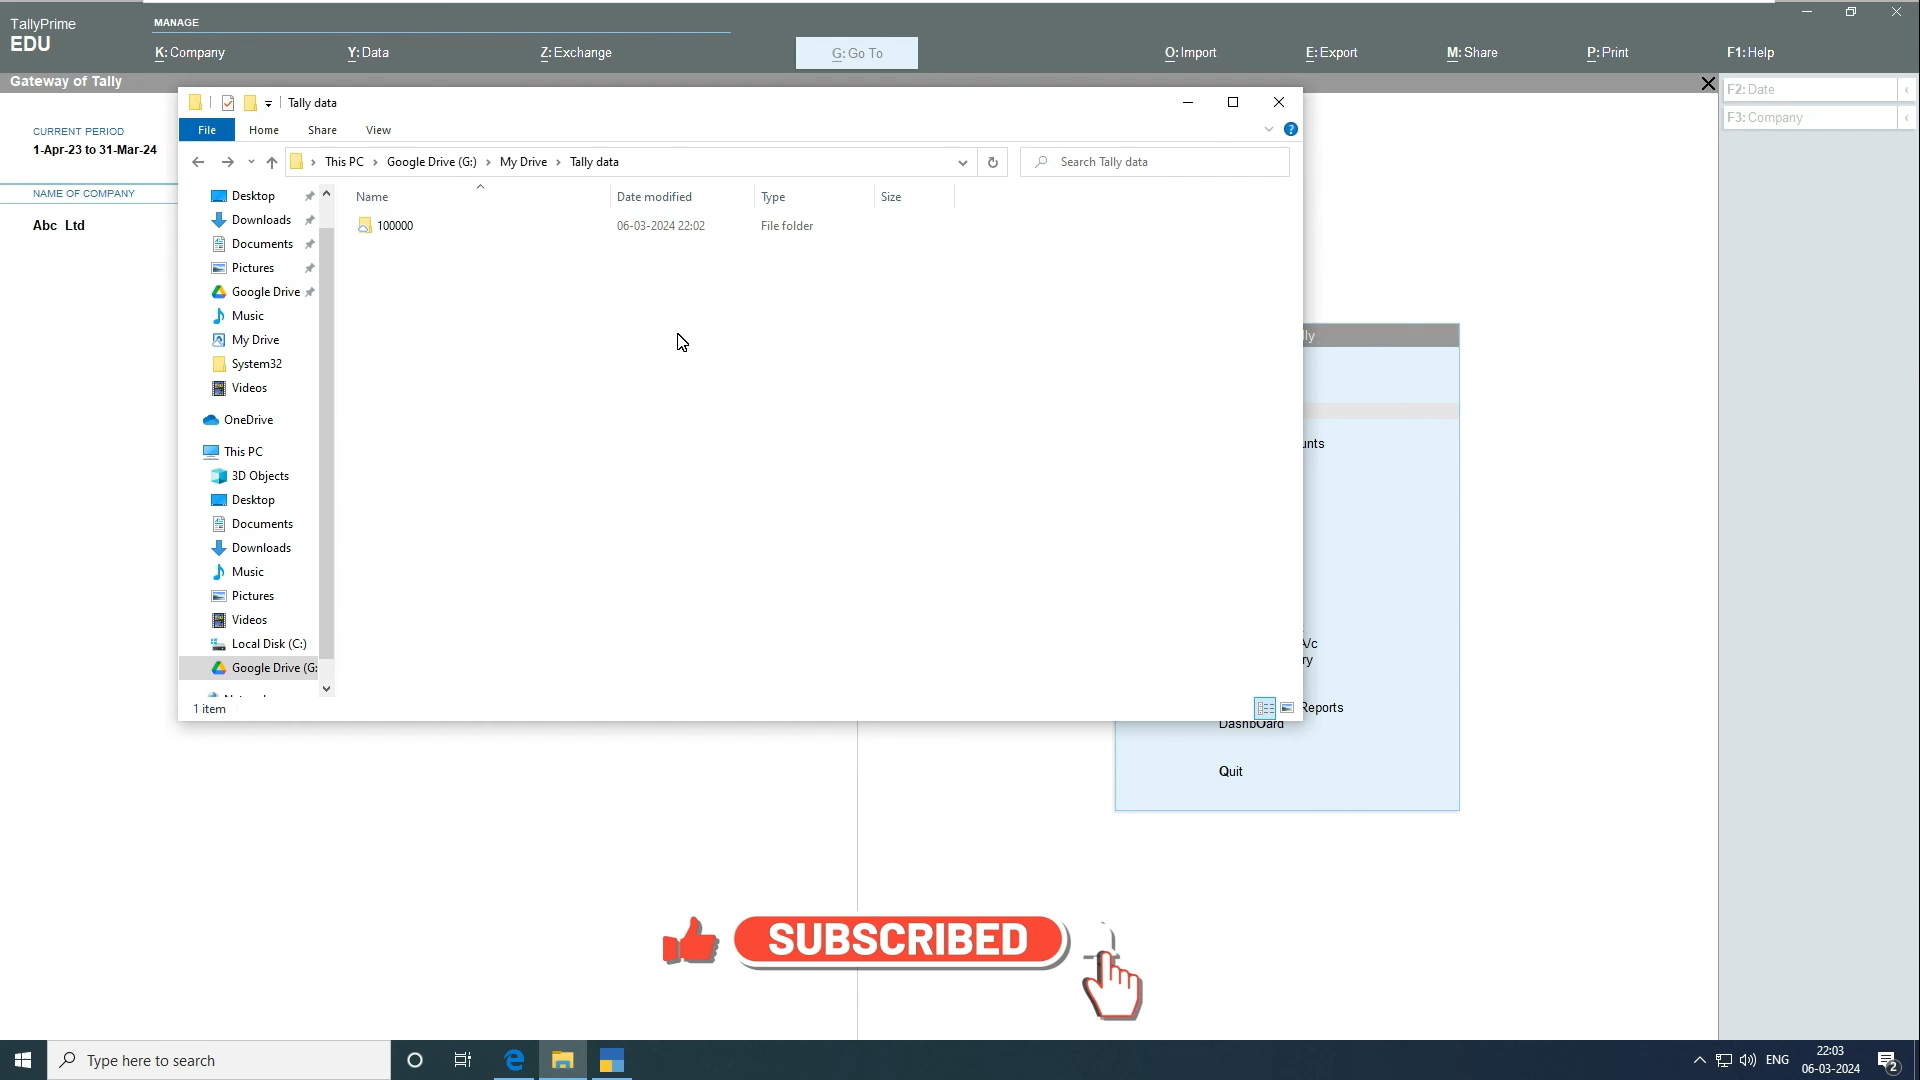 TallyPrime
EDU
MANAGE
K: Company
Y: Data
Z: Exchange
G: Go To
O: Import
E: Export
M: Share
P: Print
F1: Help
Gateway of Tally
F2: Date
F3: Company
CURRENT PERIOD
1-Apr-23 to 31-Mar-24
NAME OF COMPANY
Abc Ltd
Tally data
File
Home
Share
View
This PC
Google Drive (G:)
My Drive
Tally data
Search Tally data
Name
Date modified
Type
Size
100000
06-03-2024 22:02
File folder
Desktop
Downloads
Documents
Pictures
Google Drive
Music
My Drive
System32
Videos
OneDrive
This PC
3D Objects
Desktop
Documents
Downloads
Music
Pictures
Videos
Local Disk (C:)
Google Drive (G:
1 item
lly
unts
A/c
ry
Reports
DashbOard
Quit
SUBSCRIBED
Type here to search
ENG
22:03
06-03-2024
2